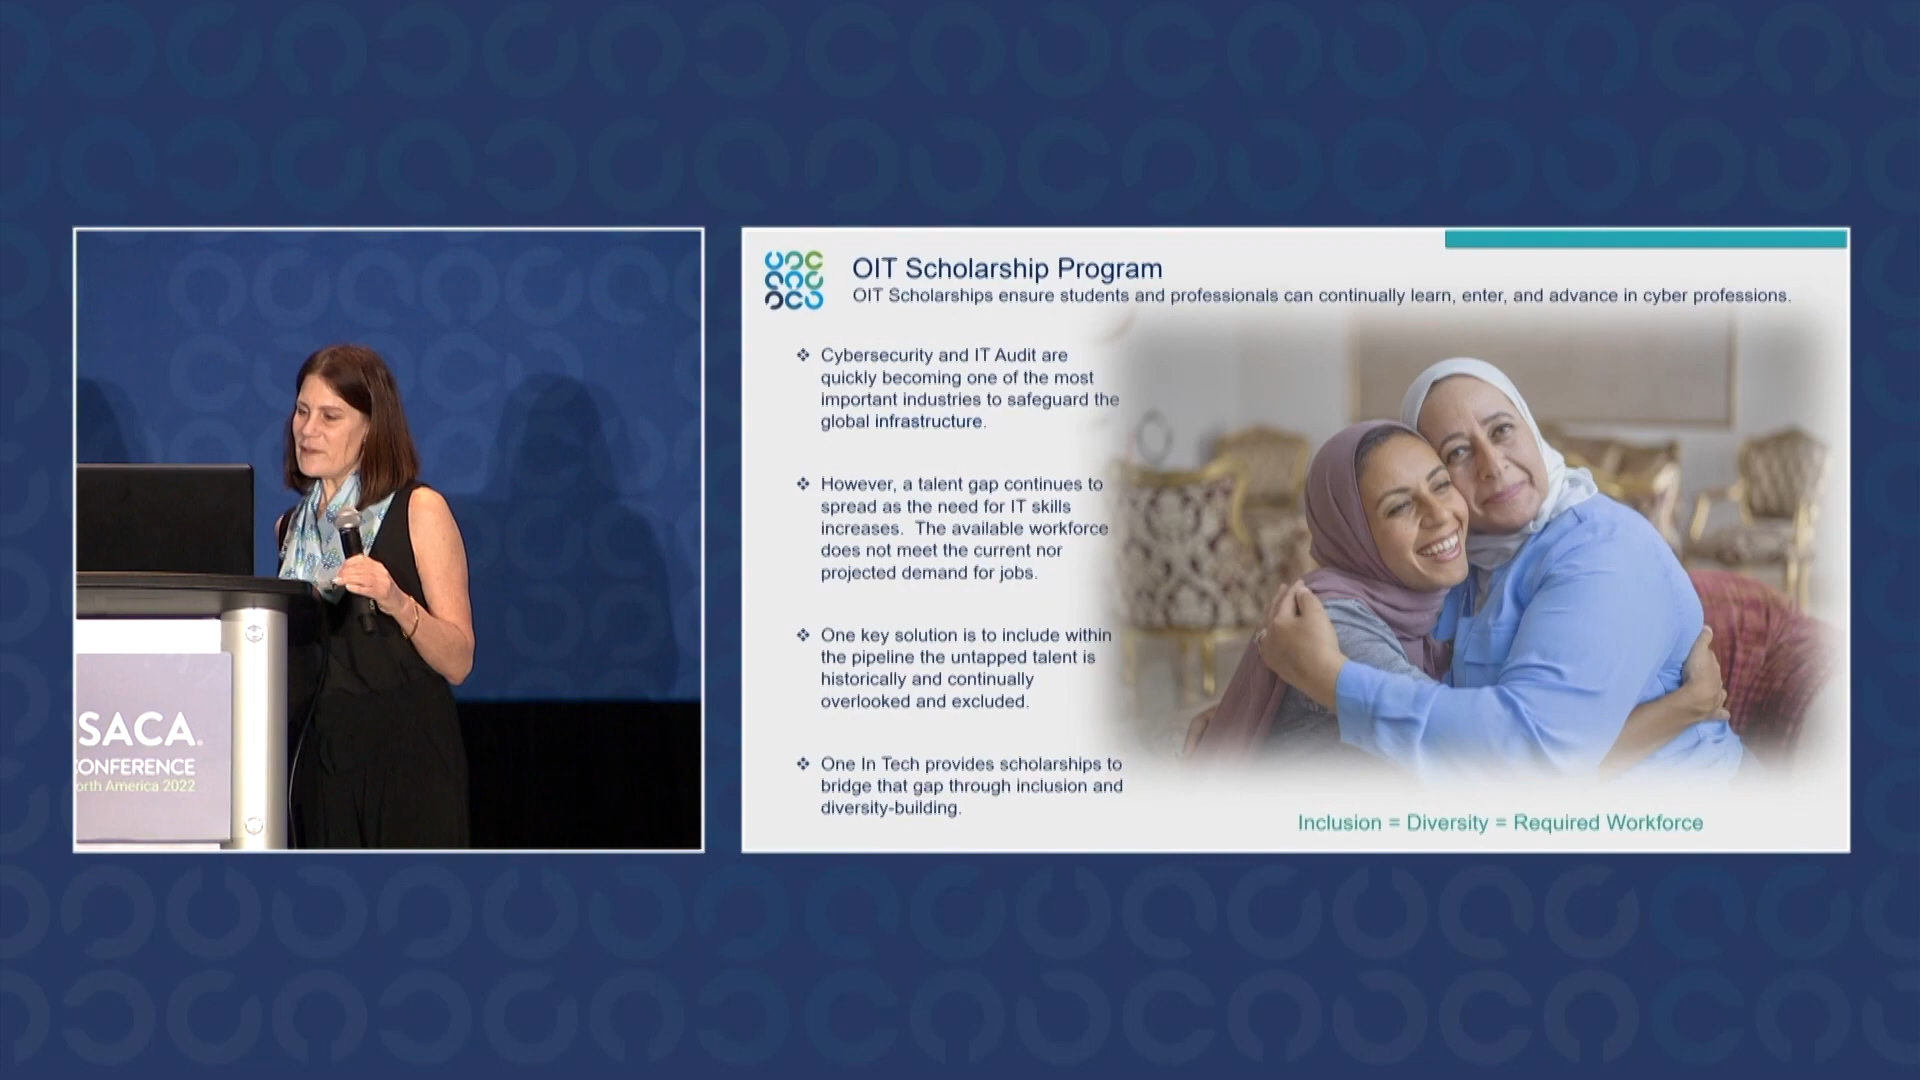 SACA.
ONFERENCE
orth America 2022
OIT Scholarship Program
OIT Scholarships ensure students and professionals can continually learn, enter, and advance in cyber professions.
❖ Cybersecurity and IT Audit are
quickly becoming one of the most
important industries to safeguard the
global infrastructure.
❖ However, a talent gap continues to
spread as the need for IT skills
increases. The available workforce
does not meet the current nor
projected demand for jobs.
❖ One key solution is to include within
the pipeline the untapped talent is
historically and continually
overlooked and excluded.
❖ One In Tech provides scholarships to
bridge that gap through inclusion and
diversity-building.
Inclusion = Diversity = Required Workforce